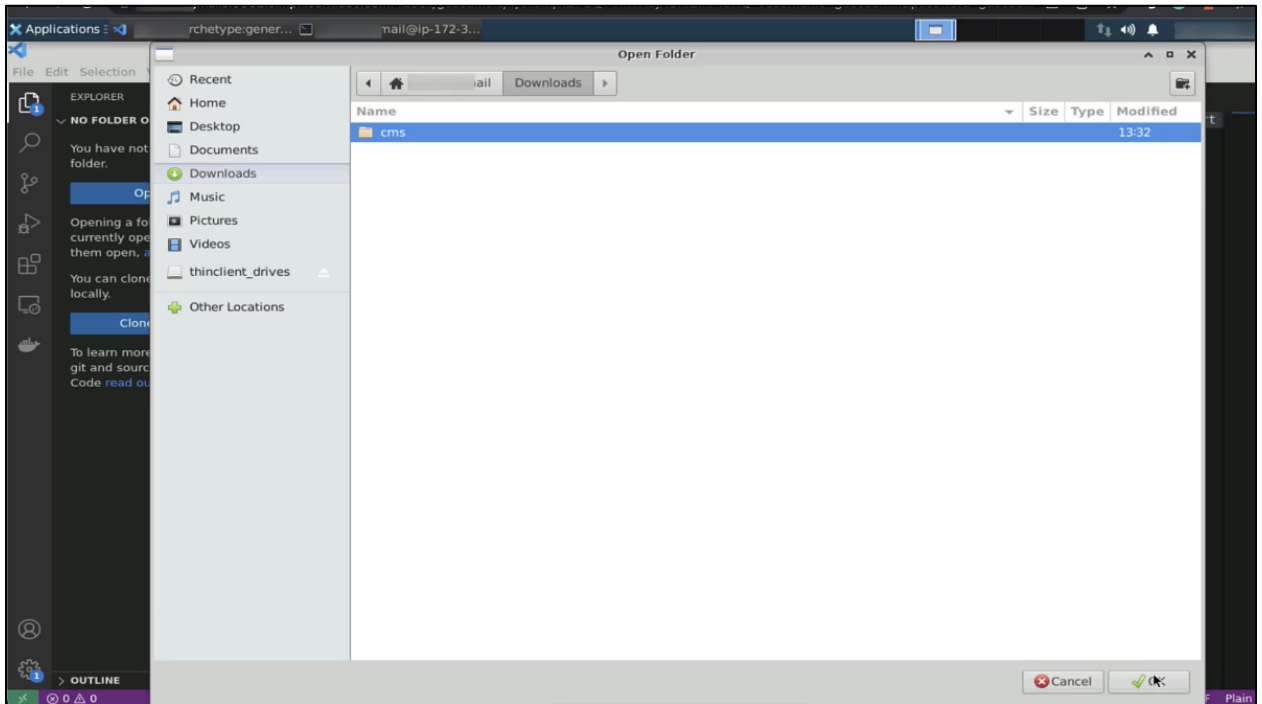 Applications
rchetype:gener...
mail@ip-172-3...
Open Folder
File Edit Selection
EXPLORER
NO FOLDER O
You have not
folder.
Op
Opening a fo
currently ope
them open, a
You can clone
locally.
Clone
To learn more
git and sourc
Code read ou
OUTLINE
0 0
Recent
Home
Desktop
Documents
Downloads
Music
Pictures
Videos
thinclient_drives
Other Locations
ail Downloads
Name Size Type Modified
cms 13:32
Cancel
Plain